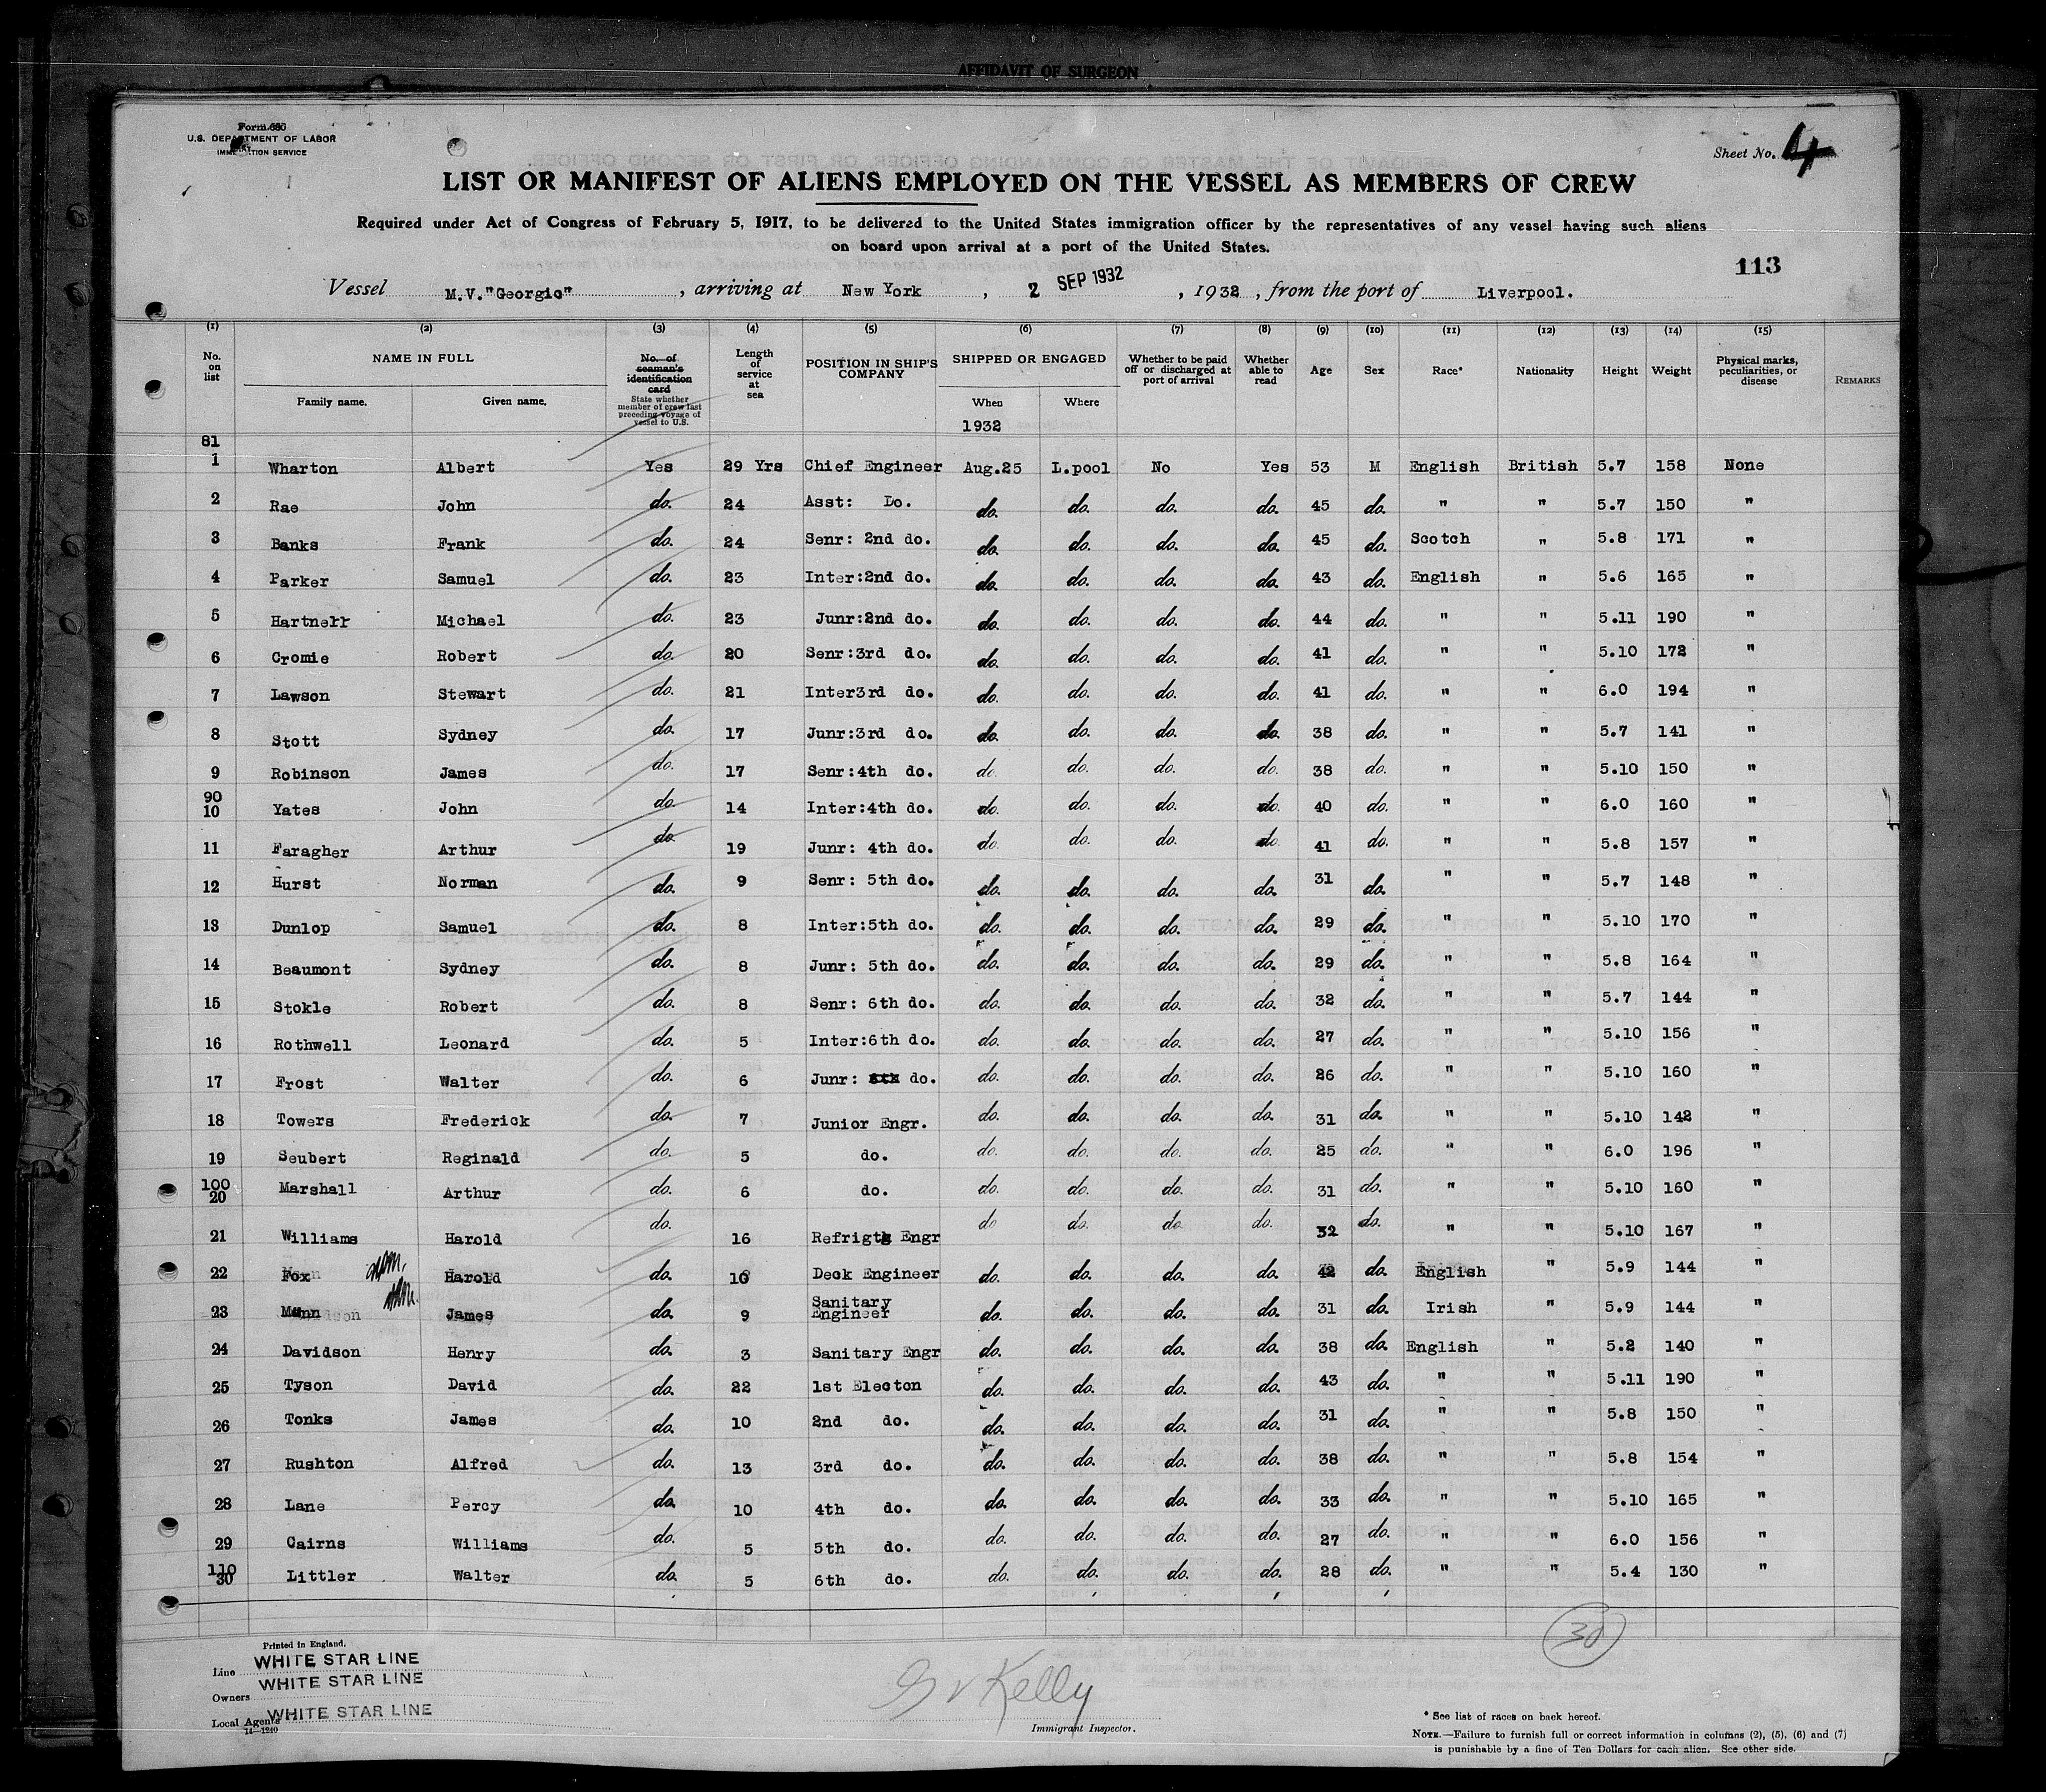 AFFIDAVIT OF SURGEON
Form 680
U.S. DEPARTMENT OF LABOR
IMMIGRATION SERVICE
Sheet No. 4
LIST OR MANIFEST OF ALIENS EMPLOYED ON THE VESSEL AS MEMBERS OF CREW
Required under Act of Congress of February 5, 1917, to be delivered to the United States immigration officer by the representatives of any vessel having such aliens
on board upon arrival at a port of the United States.
113
Vessel M.V."Georgic", arriving at New York, 2 SEP 1932, 1932, from the port of Liverpool.
(1) (2) (3) (4) (5) (6) (7) (8) (9) (10) (11) (12) (13) (14) (15)
No. on list NAME IN FULL Family name. Given name. No. of seaman's identification card State whether member of crew last preceding voyage of vessel to U.S. Length of service at sea POSITION IN SHIP'S COMPANY SHIPPED OR ENGAGED When 1932 Where Whether to be paid off or discharged at port of arrival Whether able to read Age Sex Race* Nationality Height Weight Physical marks, peculiarities, or disease REMARKS
81
1 Wharton Albert Yes 29 Yrs Chief Engineer Aug.25 L.pool No Yes 53 M English British 5.7 158 None
2 Rae John do. 24 Asst: Do. do. do. do. do. 45 do. " " 5.7 150 "
3 Banks Frank do. 24 Senr: 2nd do. do. do. do. do. 45 do. Scotch " 5.8 171 "
4 Parker Samuel do. 23 Inter:2nd do. do. do. do. do. 43 do. English " 5.6 165 "
5 Hartnett Michael do. 23 Junr:2nd do. do. do. do. do. 44 do. " " 5.11 190 "
6 Cromie Robert do. 20 Senr:3rd do. do. do. do. do. 41 do. " " 5.10 172 "
7 Lawson Stewart do. 21 Inter3rd do. do. do. do. do. 41 do. " " 6.0 194 "
8 Stott Sydney do. 17 Junr:3rd do. do. do. do. do. 38 do. " " 5.7 141 "
9 Robinson James do. 17 Senr:4th do. do. do. do. do. 38 do. " " 5.10 150 "
90
10 Yates John do. 14 Inter:4th do. do. do. do. do. 40 do. " " 6.0 160 "
11 Faragher Arthur do. 19 Junr: 4th do. do. do. do. do. 41 do. " " 5.8 157 "
12 Hurst Norman do. 9 Senr: 5th do. do. do. do. do. 31 do. " " 5.7 148 "
13 Dunlop Samuel do. 8 Inter:5th do. do. do. do. do. 29 do. " " 5.10 170 "
14 Beaumont Sydney do. 8 Junr: 5th do. do. do. do. do. 29 do. " " 5.8 164 "
15 Stokle Robert do. 8 Senr: 6th do. do. do. do. do. 32 do. " " 5.7 144 "
16 Rothwell Leonard do. 5 Inter:6th do. do. do. do. do. 27 do. " " 5.10 156 "
17 Frost Walter do. 6 Junr: 6th do. do. do. do. do. 26 do. " " 5.10 160 "
18 Towers Frederick do. 7 Junior Engr. do. do. do. do. 31 do. " " 5.10 142 "
19 Seubert Reginald do. 5 do. do. do. do. do. 25 do. " " 6.0 196 "
100
20 Marshall Arthur do. 6 do. do. do. do. do. 31 do. " " 5.10 160 "
21 Williams Harold do. 16 Refrigtg Engr do do. do. do. 32 do. " " 5.10 167 "
22 Fox Harold do. 10 Deck Engineer do. do. do. do. 42 do. English " 5.9 144 "
23 Munn James do. 9 Sanitary Engineer do. do. do. do. 31 do. Irish " 5.9 144 "
24 Davidson Henry do. 3 Sanitary Engr do. do. do. do. 38 do. English " 5.2 140 "
25 Tyson David do. 22 1st Electon do. do. do. do. 43 do. " " 5.11 190 "
26 Tonks James do. 10 2nd do. do. do. do. do. 31 do. " " 5.8 150 "
27 Rushton Alfred do. 13 3rd do. do. do. do. do. 38 do. " " 5.8 154 "
28 Lane Percy do. 10 4th do. do. do. do. do. 33 do. " " 5.10 165 "
29 Cairns Williams do. 5 5th do. do. do. do. do. 27 do. " " 6.0 156 "
110
30 Littler Walter do. 5 6th do. do. do. do. do. 28 do. " " 5.4 130 "
30
Printed in England.
Line WHITE STAR LINE
Owners WHITE STAR LINE
Local Agents WHITE STAR LINE
14-1240
Kelly
Immigrant Inspector.
* See list of races on back hereof.
NOTE.—Failure to furnish full or correct information in columns (2), (5), (6) and (7)
is punishable by a fine of Ten Dollars for each alien. See other side.